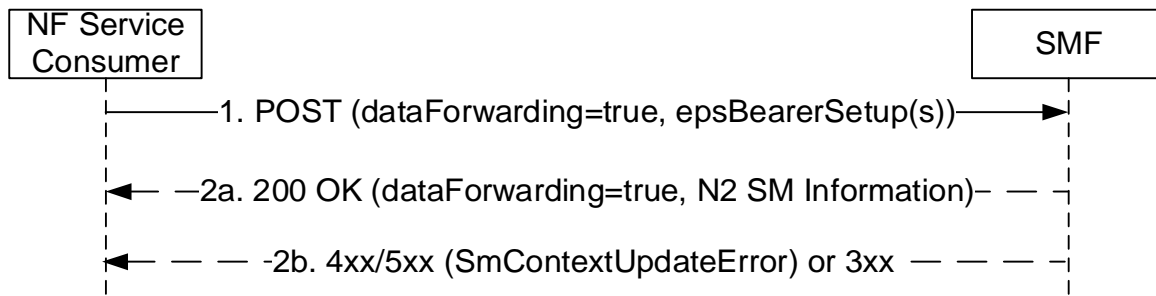 NF Service
Consumer
SMF
1. POST (dataForwarding=true, epsBearerSetup(s))
2a. 200 OK (dataForwarding=true, N2 SM Information)
2b. 4xx/5xx (SmContextUpdateError) or 3xx